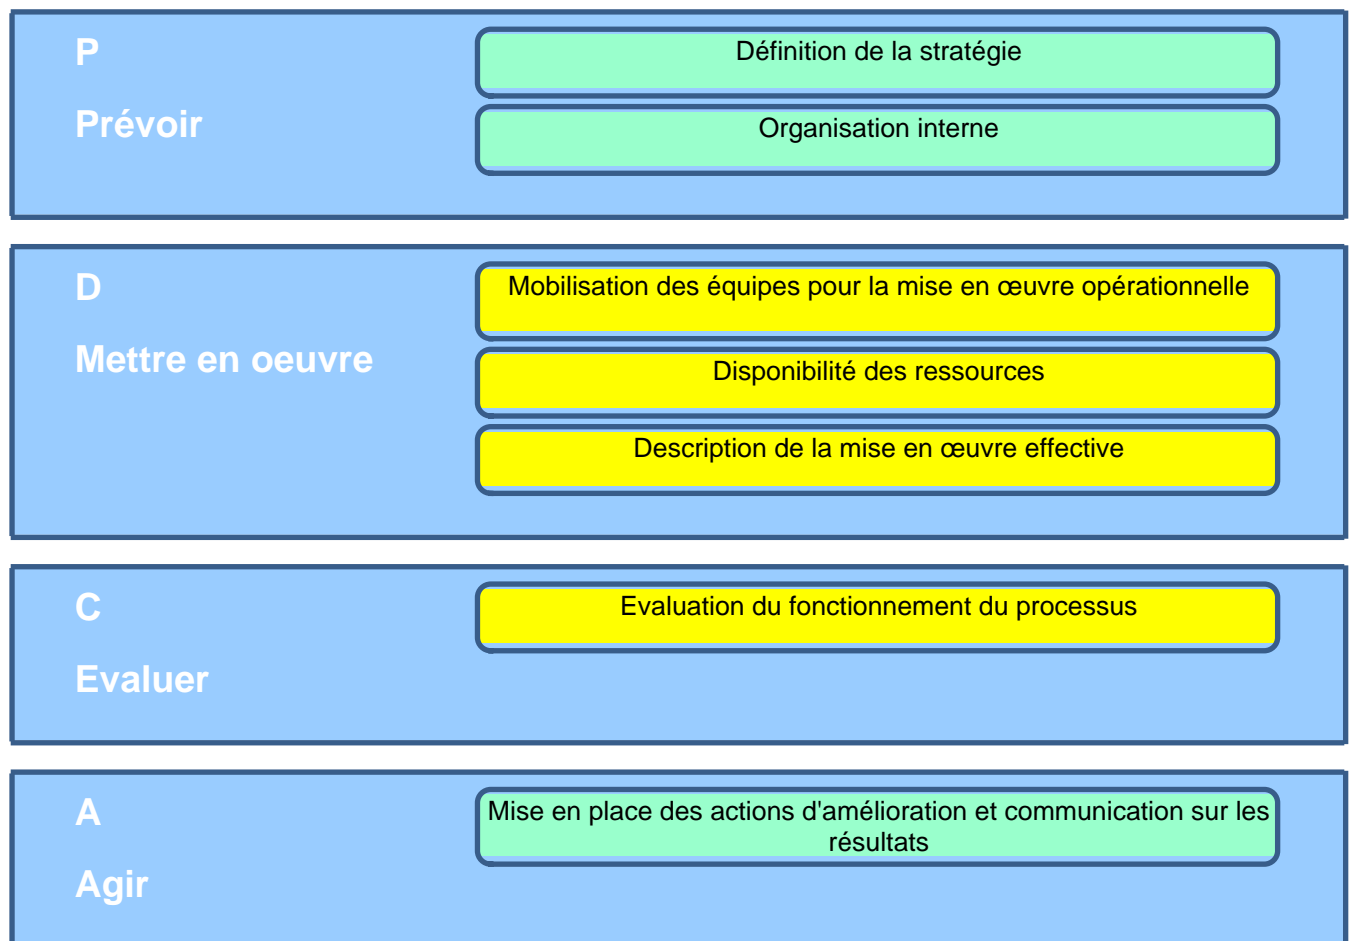 P
Prévoir
Définition de la stratégie
Organisation interne
D
Mettre en oeuvre
Mobilisation des équipes pour la mise en œuvre opérationnelle
Disponibilité des ressources
Description de la mise en œuvre effective
C
Evaluer
Evaluation du fonctionnement du processus
A
Agir
Mise en place des actions d'amélioration et communication sur les
résultats